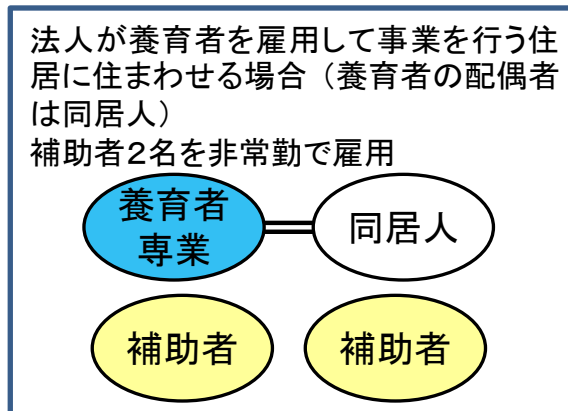 法人が養育者を雇用して事業を行う住
居に住まわせる場合（養育者の配偶者
は同居人）
補助者２名を非常勤で雇用
養育者
専業
同居人
補助者
補助者